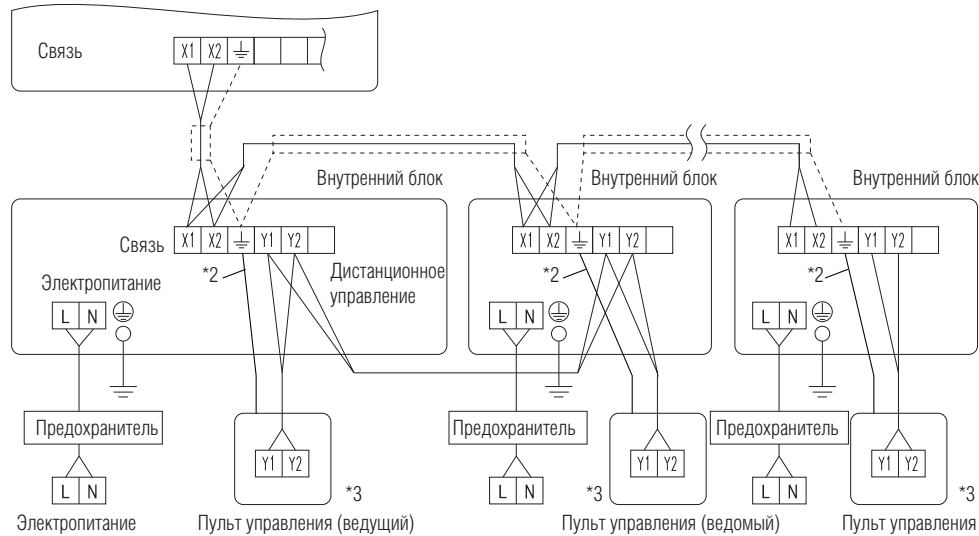 Связь
X1 X2
Внутренний блок
Внутренний блок
Внутренний блок
Связь
X1 X2 Y1 Y2
X1 X2 Y1 Y2
X1 X2 Y1 Y2
*2
*2
*2
Дистанционное
управление
Электропитание
L N
L N
L N
Предохранитель
Предохранитель
Предохранитель
Y1 Y2
Y1 Y2
Y1 Y2
L N
L N
L N
*3
*3
*3
Электропитание
Пульт управления (ведущий)
Пульт управления (ведомый)
Пульт управления